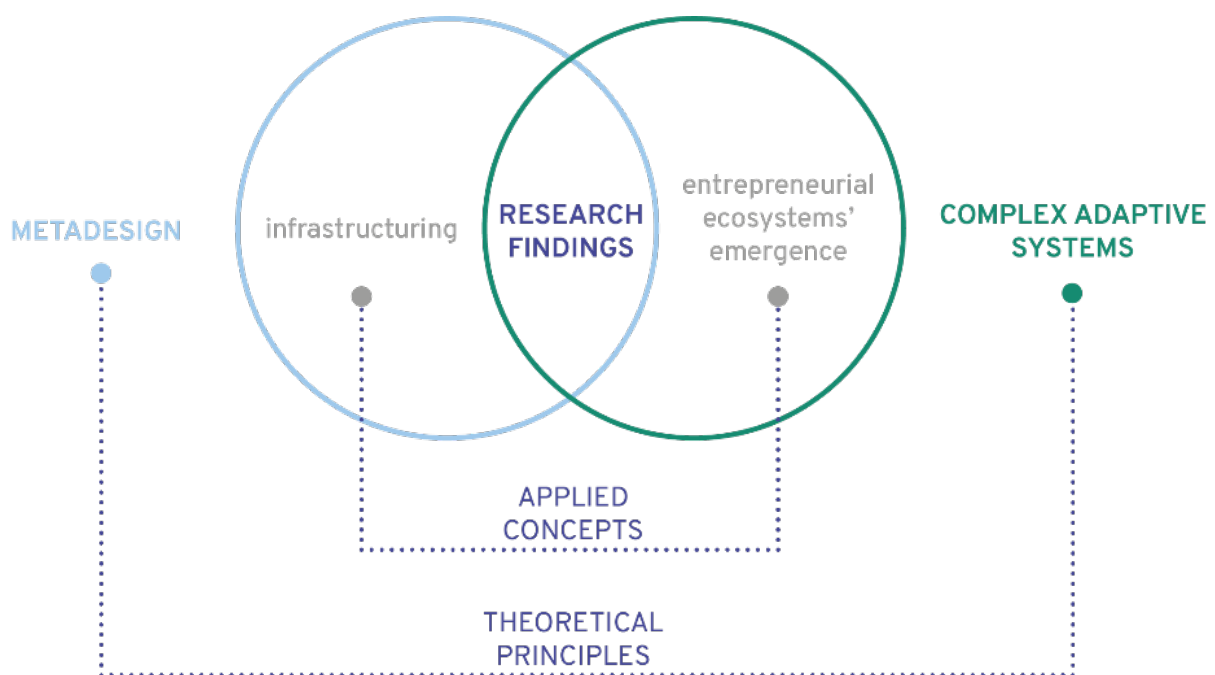 METADESIGN
infrastructuring
RESEARCH
FINDINGS
entrepreneurial
ecosystems’
emergence
COMPLEX ADAPTIVE
SYSTEMS
APPLIED
CONCEPTS
THEORETICAL
PRINCIPLES